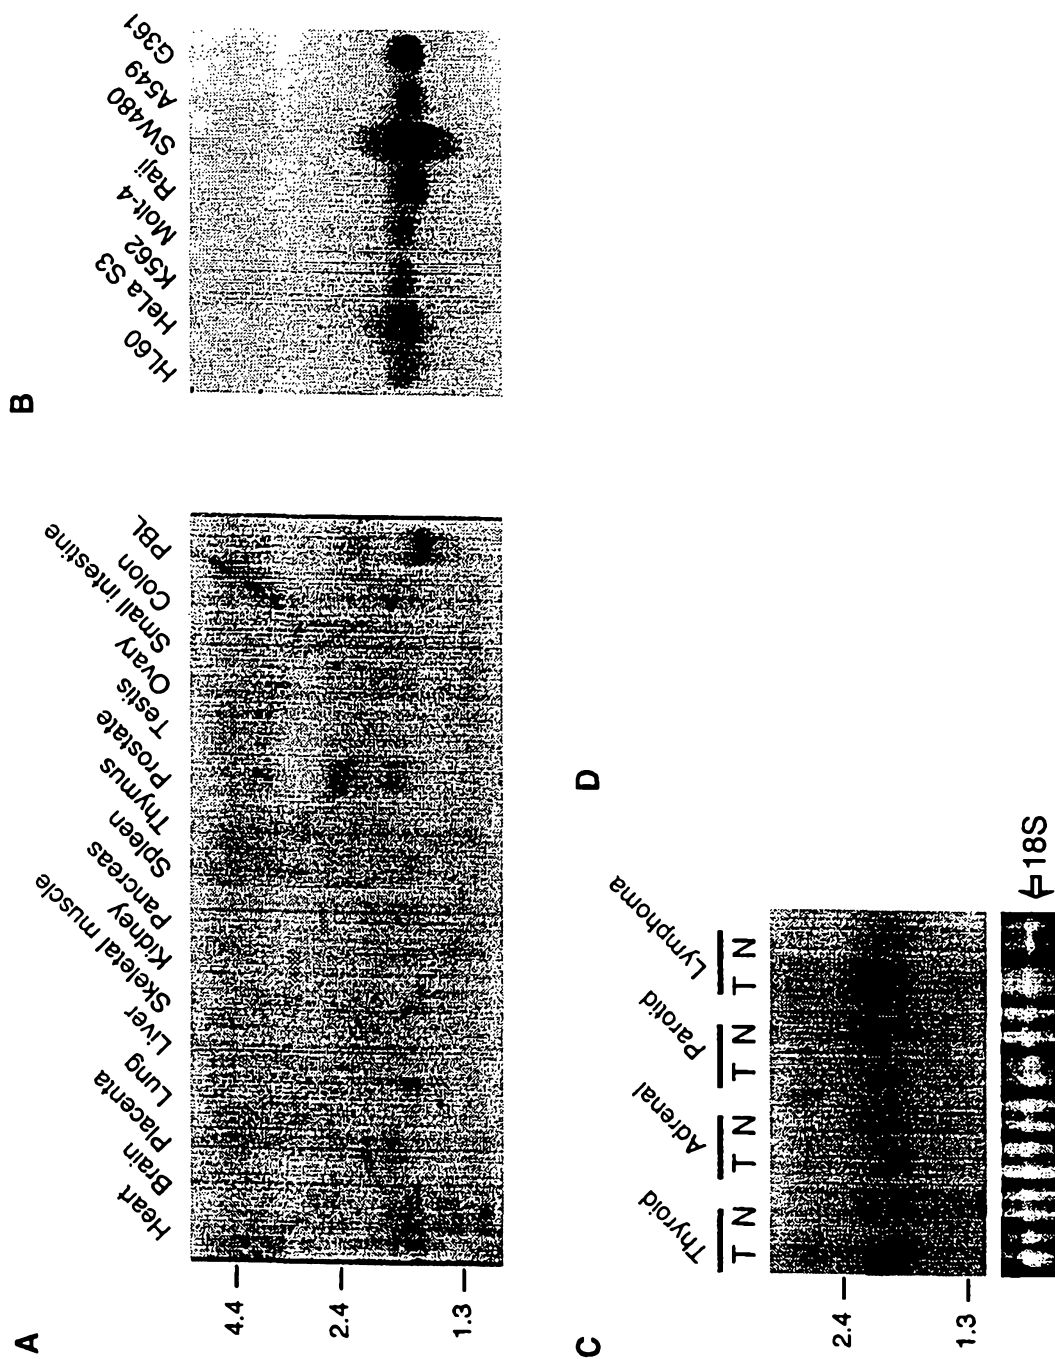 A
Heart
Brain
Placenta
Lung
Liver
Skeletal muscle
Kidney
Pancreas
Spleen
Thymus
Prostate
Testis
Ovary
Small intestine
Colon
PBL
4.4
2.4
1.3
B
HL60
HeLa S3
K562
Molt-4
Raji
SW480
A549
G361
C
Thyroid
Adrenal
Parotid
Lymphoma
T N T N T N T N
2.4
1.3
⇦18S
D